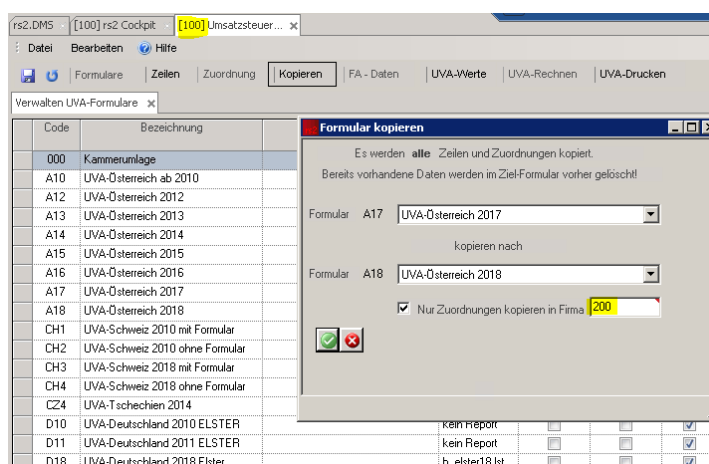 rs2.DMS [100] rs2 Cockpit [100] Umsatzsteuer...
Datei Bearbeiten Hilfe
Formulare Zeilen Zuordnung Kopieren FA - Daten UVA-Werte UVA-Rechnen UVA-Drucken
Verwalten UVA-Formulare
Code Bezeichnung
000 Kammerumlage
A10 UVA-Österreich ab 2010
A12 UVA-Österreich 2012
A13 UVA-Österreich 2013
A14 UVA-Österreich 2014
A15 UVA-Österreich 2015
A16 UVA-Österreich 2016
A17 UVA-Österreich 2017
A18 UVA-Österreich 2018
CH1 UVA-Schweiz 2010 mit Formular
CH2 UVA-Schweiz 2010 ohne Formular
CH3 UVA-Schweiz 2018 mit Formular
CH4 UVA-Schweiz 2018 ohne Formular
CZ4 UVA-Tschechien 2014
D10 UVA-Deutschland 2010 ELSTER kein Report
D11 UVA-Deutschland 2011 ELSTER kein Report
D18 UVA-Deutschland 2018 Elster h_elster18.lst
Formular kopieren
Es werden alle Zeilen und Zuordnungen kopiert.
Bereits vorhandene Daten werden im Ziel-Formular vorher gelöscht!
Formular A17 UVA-Österreich 2017
kopieren nach
Formular A18 UVA-Österreich 2018
Nur Zuordnungen kopieren in Firma 200